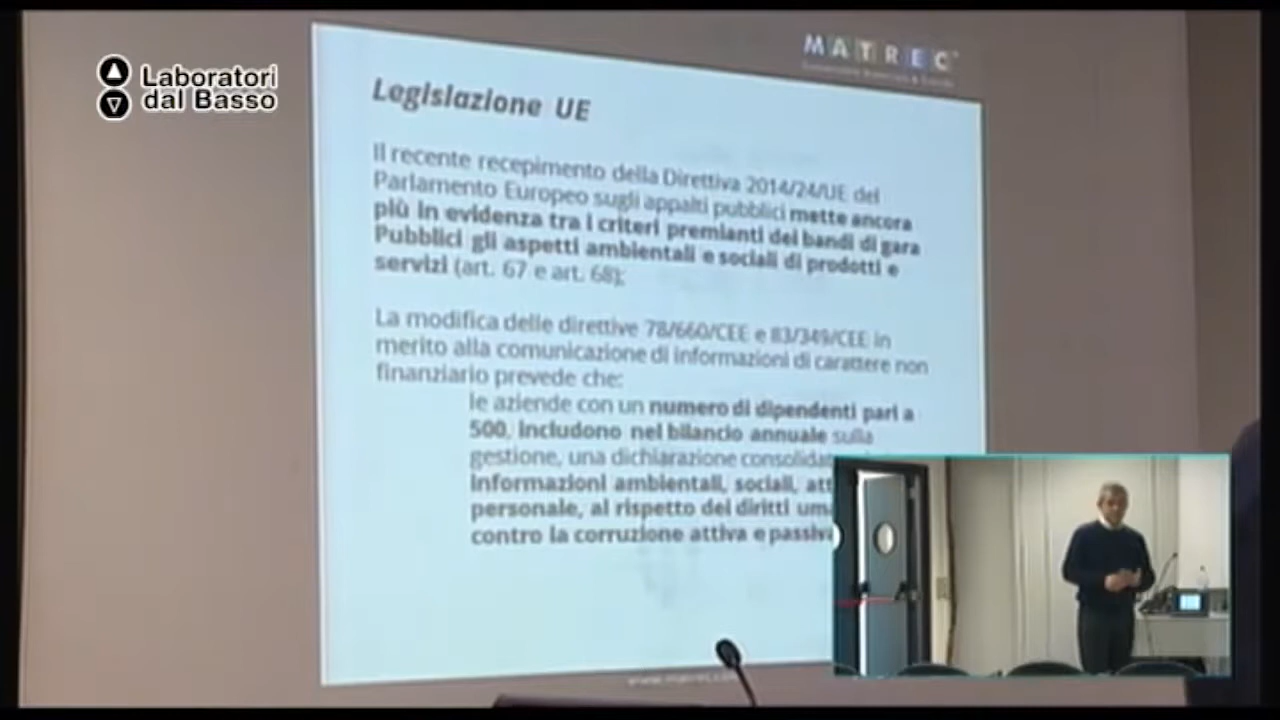 Laboratori
dal Basso
MATREC
Legislazione UE
Il recente recepimento della Direttiva 2014/24/UE del
Parlamento Europeo sugli appalti pubblici mette ancora
più in evidenza tra i criteri premianti dei bandi di gara
Pubblici gli aspetti ambientali e sociali di prodotti e
servizi (art. 67 e art. 68);
La modifica delle direttive 78/660/CEE e 83/349/CEE in
merito alla comunicazione di informazioni di carattere non
finanziario prevede che:
le aziende con un numero di dipendenti pari a
500, includono nel bilancio annuale sulla
gestione, una dichiarazione consolidat
informazioni ambientali, sociali, att
personale, al rispetto dei diritti uma
contro la corruzione attiva e passiva